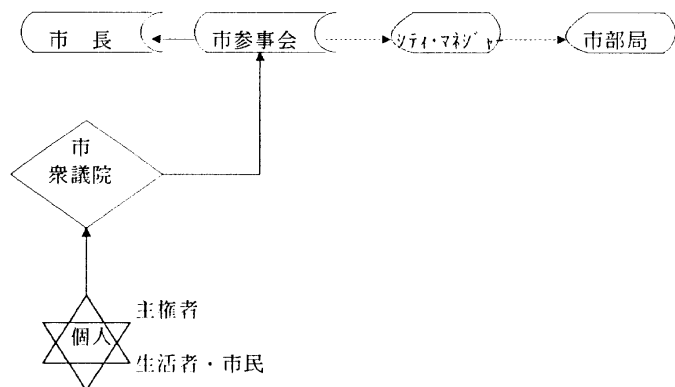 市 長
市参事会
シティ・マネジャー
市部局
市
衆議院
主権者
個人
生活者・市民